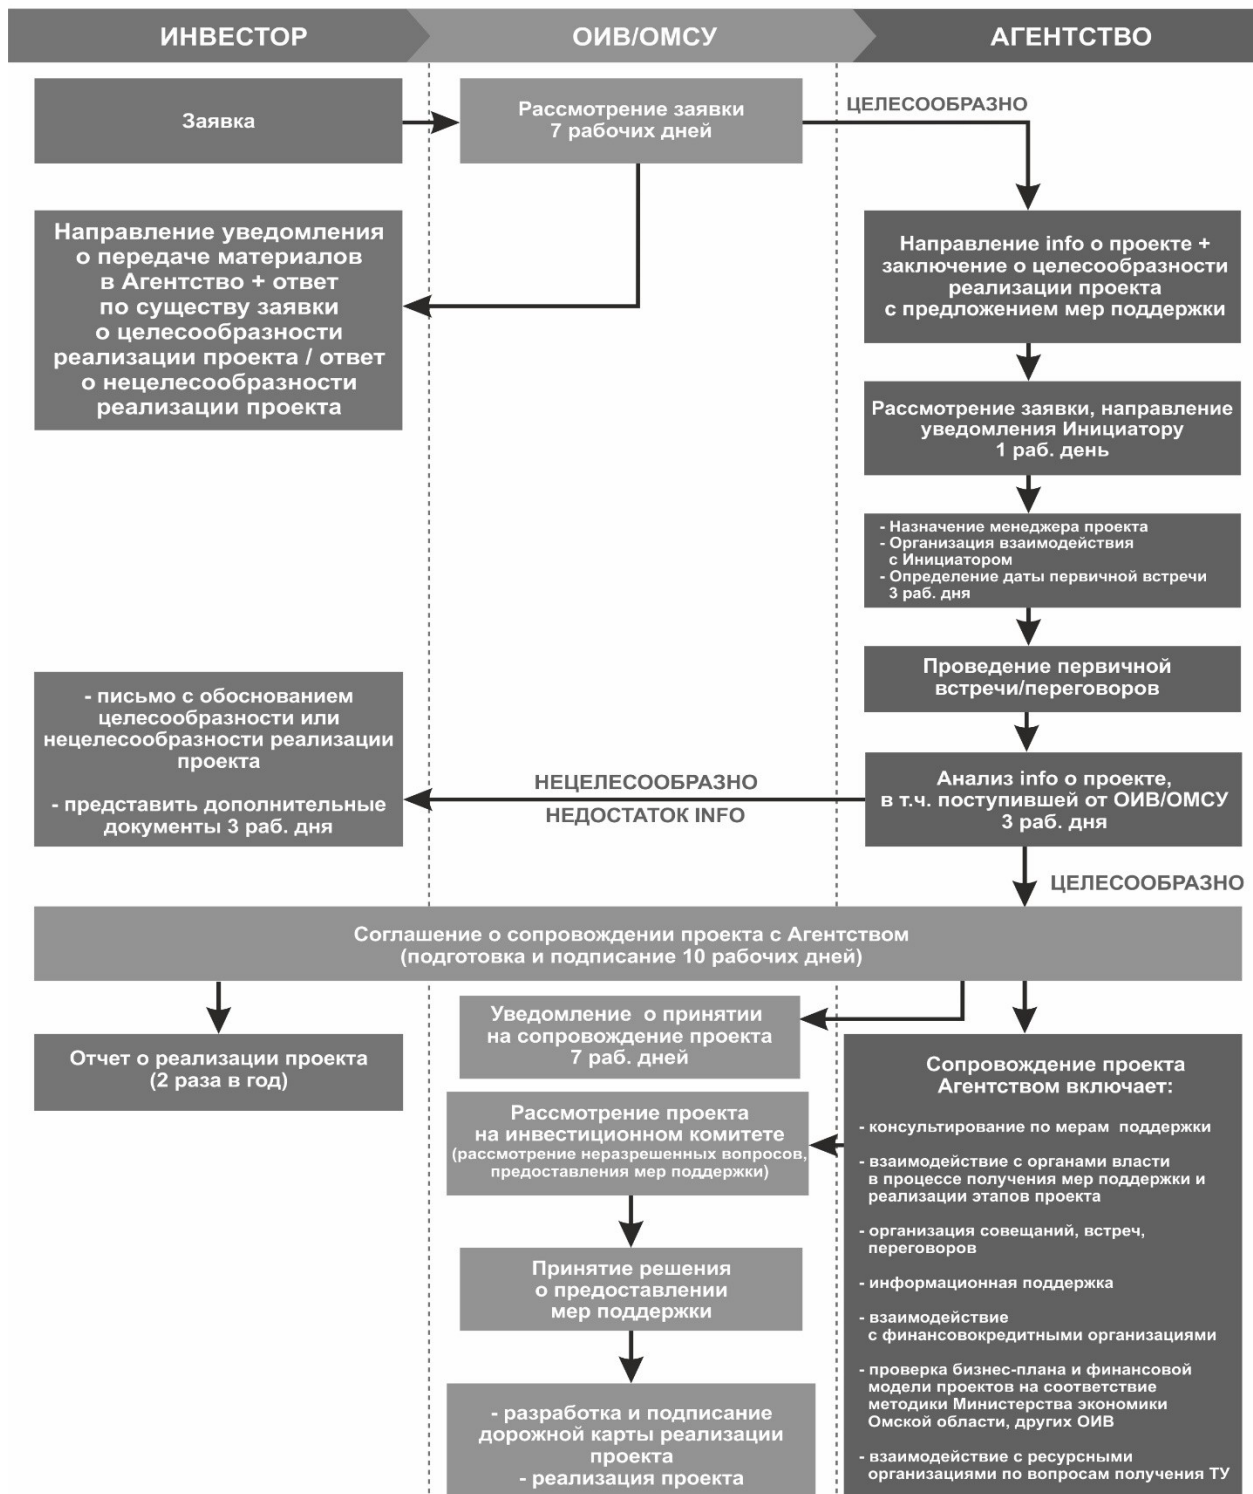 ИНВЕСТОР
ОИВ/ОМСУ
АГЕНТСТВО
Заявка
Рассмотрение заявки
7 рабочих дней
ЦЕЛЕСООБРАЗНО
Направление уведомления
о передаче материалов
в Агентство + ответ
по существу заявки
о целесообразности
реализации проекта / ответ
о нецелесообразности
реализации проекта
Направление info о проекте +
заключение о целесообразности
реализации проекта
с предложением мер поддержки
Рассмотрение заявки, направление
уведомления Инициатору
1 раб. день
- Назначение менеджера проекта
- Организация взаимодействия
с Инициатором
- Определение даты первичной встречи
3 раб. дня
Проведение первичной
встречи/переговоров
- письмо с обоснованием
целесообразности или
нецелесообразности реализации
проекта
- представить дополнительные
документы 3 раб. дня
НЕЦЕЛЕСООБРАЗНО
НЕДОСТАТОК INFO
Анализ info о проекте,
в т.ч. поступившей от ОИВ/ОМСУ
3 раб. дня
ЦЕЛЕСООБРАЗНО
Соглашение о сопровождении проекта с Агентством
(подготовка и подписание 10 рабочих дней)
Отчет о реализации проекта
(2 раза в год)
Уведомление о принятии
на сопровождение проекта
7 раб. дней
Рассмотрение проекта
на инвестиционном комитете
(рассмотрение неразрешенных вопросов,
предоставления мер поддержки)
Принятие решения
о предоставлении
мер поддержки
- разработка и подписание
дорожной карты реализации
проекта
- реализация проекта
Сопровождение проекта
Агентством включает:
- консультирование по мерам поддержки
- взаимодействие с органами власти
в процессе получения мер поддержки и
реализации этапов проекта
- организация совещаний, встреч,
переговоров
- информационная поддержка
- взаимодействие
с финансовокредитными организациями
- проверка бизнес-плана и финансовой
модели проектов на соответствие
методики Министерства экономики
Омской области, других ОИВ
- взаимодействие с ресурсными
организациями по вопросам получения ТУ